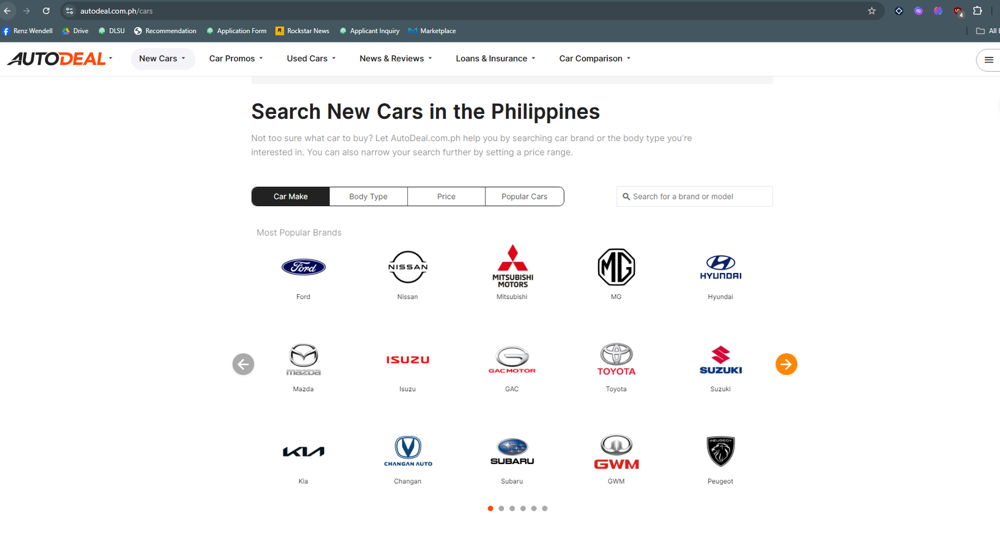 autodeal.com.ph/cars
4
Renz Wendell Drive DLSU Recommendation Application Form R Rockstar News Applicant Inquiry Marketplace
AUTODEAL New Cars Car Promos Used Cars News & Reviews Loans & Insurance Car Comparison
Search New Cars in the Philippines
Not too sure what car to buy? Let AutoDeal.com.ph help you by searching car brand or the body type you’re
interested in. You can also narrow your search further by setting a price range.
Car Make Body Type Price Popular Cars Search for a brand or model
Most Popular Brands
Ford NISSAN MITSUBISHI MOTORS MG HYUNDAI
Ford Nissan Mitsubishi MG Hyundai
mazda ISUZU GAC MOTOR TOYOTA SUZUKI
Mazda Isuzu GAC Toyota Suzuki
KIA CHANGAN AUTO SUBARU GWM PEUGEOT
Kia Changan Subaru GWM Peugeot